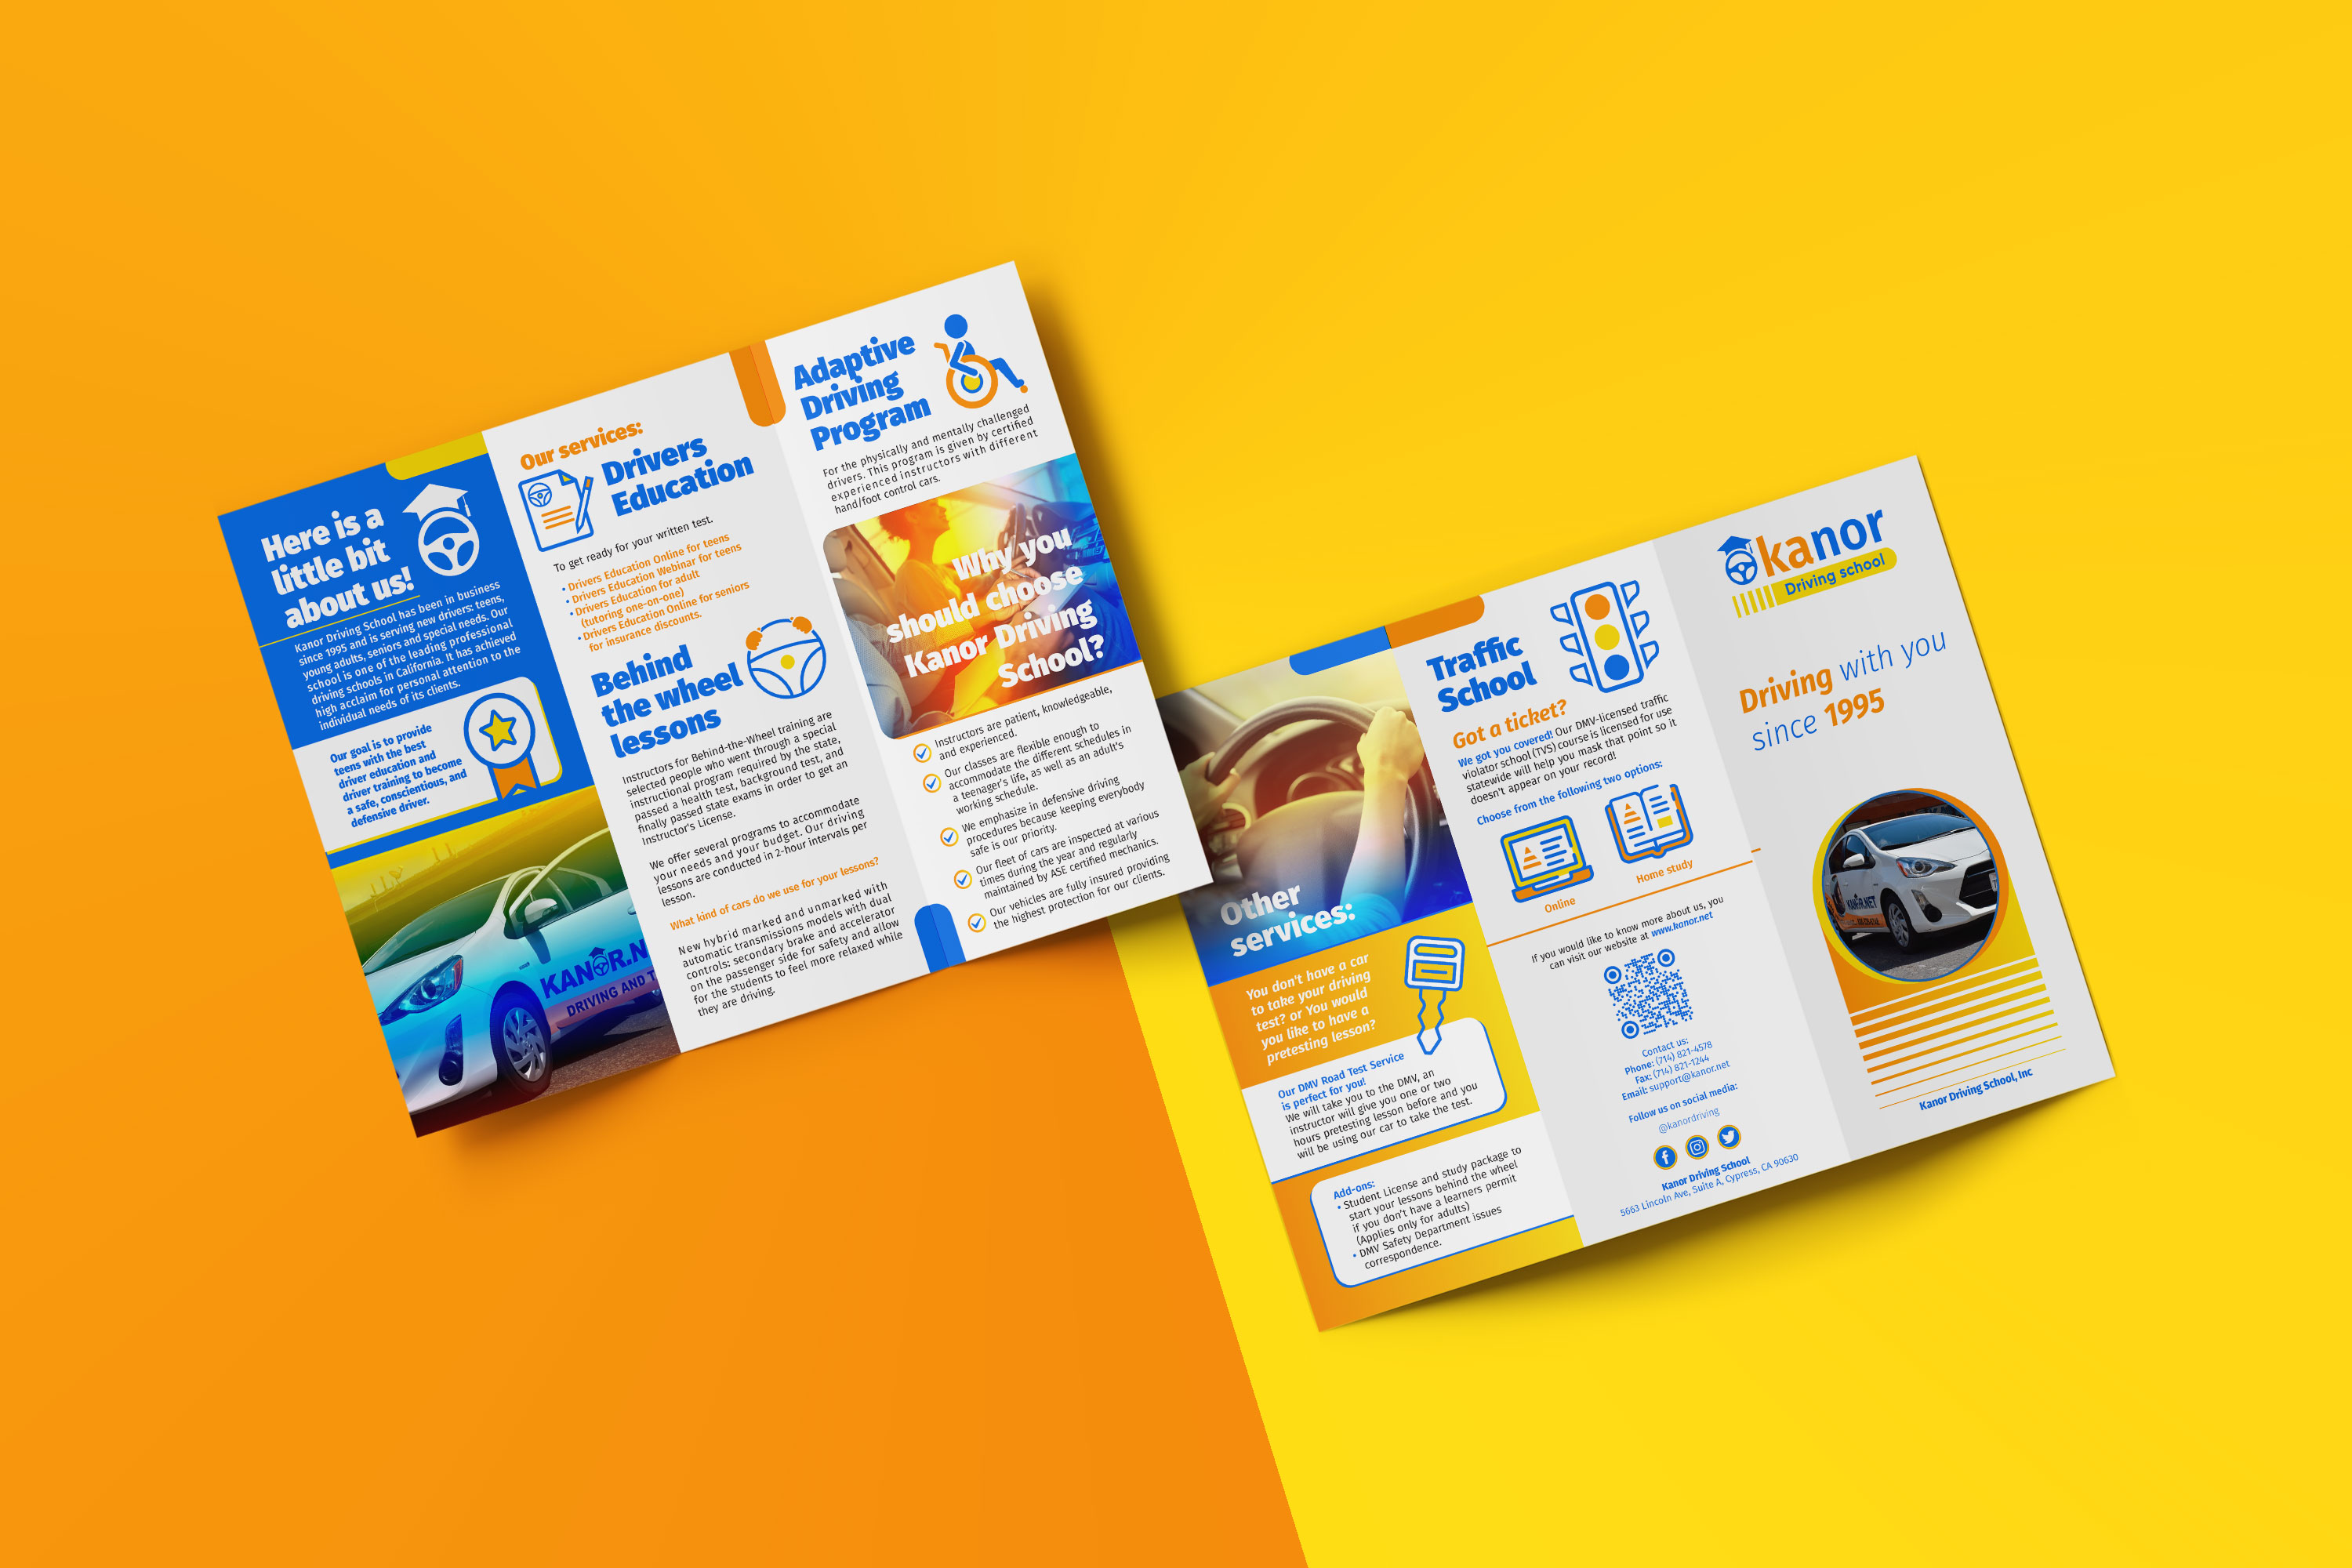 Here is a
little bit
about us!
Kanor Driving School has been in business
since 1995 and is serving new drivers: teens,
young adults, seniors and special needs. Our
school is one of the leading professional
driving schools in California. It has achieved
high acclaim for personal attention to the
individual needs of its clients.
Our goal is to provide
teens with the best
driver education and
driver training to become
a safe, conscientious, and
defensive driver.
KANOR.N
DRIVING AND T
Our services:
Drivers
Education
To get ready for your written test.
• Drivers Education Online for teens
• Drivers Education Webinar for teens
• Drivers Education for adult
(tutoring one-on-one)
• Drivers Education Online for seniors
for insurance discounts.
Behind
the wheel
lessons
Instructors for Behind-the-Wheel training are
selected people who went through a special
instructional program required by the state,
passed a health test, background test, and
finally passed state exams in order to get an
Instructor's License.
We offer several programs to accommodate
your needs and your budget. Our driving
lessons are conducted in 2-hour intervals per
lesson.
What kind of cars do we use for your lessons?
New hybrid marked and unmarked with
automatic transmissions models with dual
controls: secondary brake and accelerator
on the passenger side for safety and allow
for the students to feel more relaxed while
they are driving.
Adaptive
Driving
Program
For the physically and mentally challenged
drivers. This program is given by certified
experienced instructors with different
hand/foot control cars.
Why you
should choose
Kanor Driving
School?
Instructors are patient, knowledgeable,
and experienced.
Our classes are flexible enough to
accommodate the different schedules in
a teenager's life, as well as an adult's
working schedule.
We emphasize in defensive driving
procedures because keeping everybody
safe is our priority.
Our fleet of cars are inspected at various
times during the year and regularly
maintained by ASE certified mechanics.
Our vehicles are fully insured providing
the highest protection for our clients.
Other
services:
You don't have a car
to take your driving
test? or You would
you like to have a
pretesting lesson?
Our DMV Road Test Service
is perfect for you!
We will take you to the DMV, an
instructor will give you one or two
hours pretesting lesson before and you
will be using our car to take the test.
Add-ons:
• Student License and study package to
start your lessons behind the wheel
if you don't have a learners permit
(Applies only for adults)
• DMV Safety Department issues
correspondence.
Traffic
School
Got a ticket?
We got you covered! Our DMV-licensed traffic
violator school (TVS) course is licensed for use
statewide will help you mask that point so it
doesn't appear on your record!
Choose from the following two options:
Online
Home study
If you would like to know more about us, you
can visit our website at www.kanor.net
Contact us:
Phone: (714) 821-4578
Fax: (714) 821-1244
Email: support@kanor.net
Follow us on social media:
@kanordriving
Kanor Driving School
5663 Lincoln Ave, Suite A, Cypress, CA 90630
kanor
Driving school
Driving with you
since 1995
KANOR.NET
Kanor Driving School, Inc